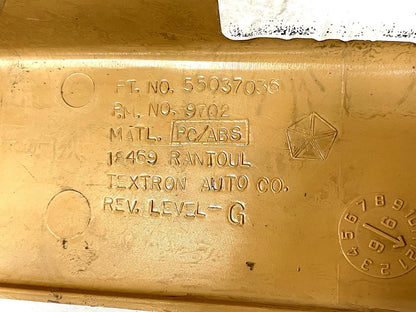 PT. NO. 55037036
P.M. NO. 9702
MATL. PC/ABS
18469 RANTOUL
TEXTRON AUTO CO.
REV. LEVEL-G